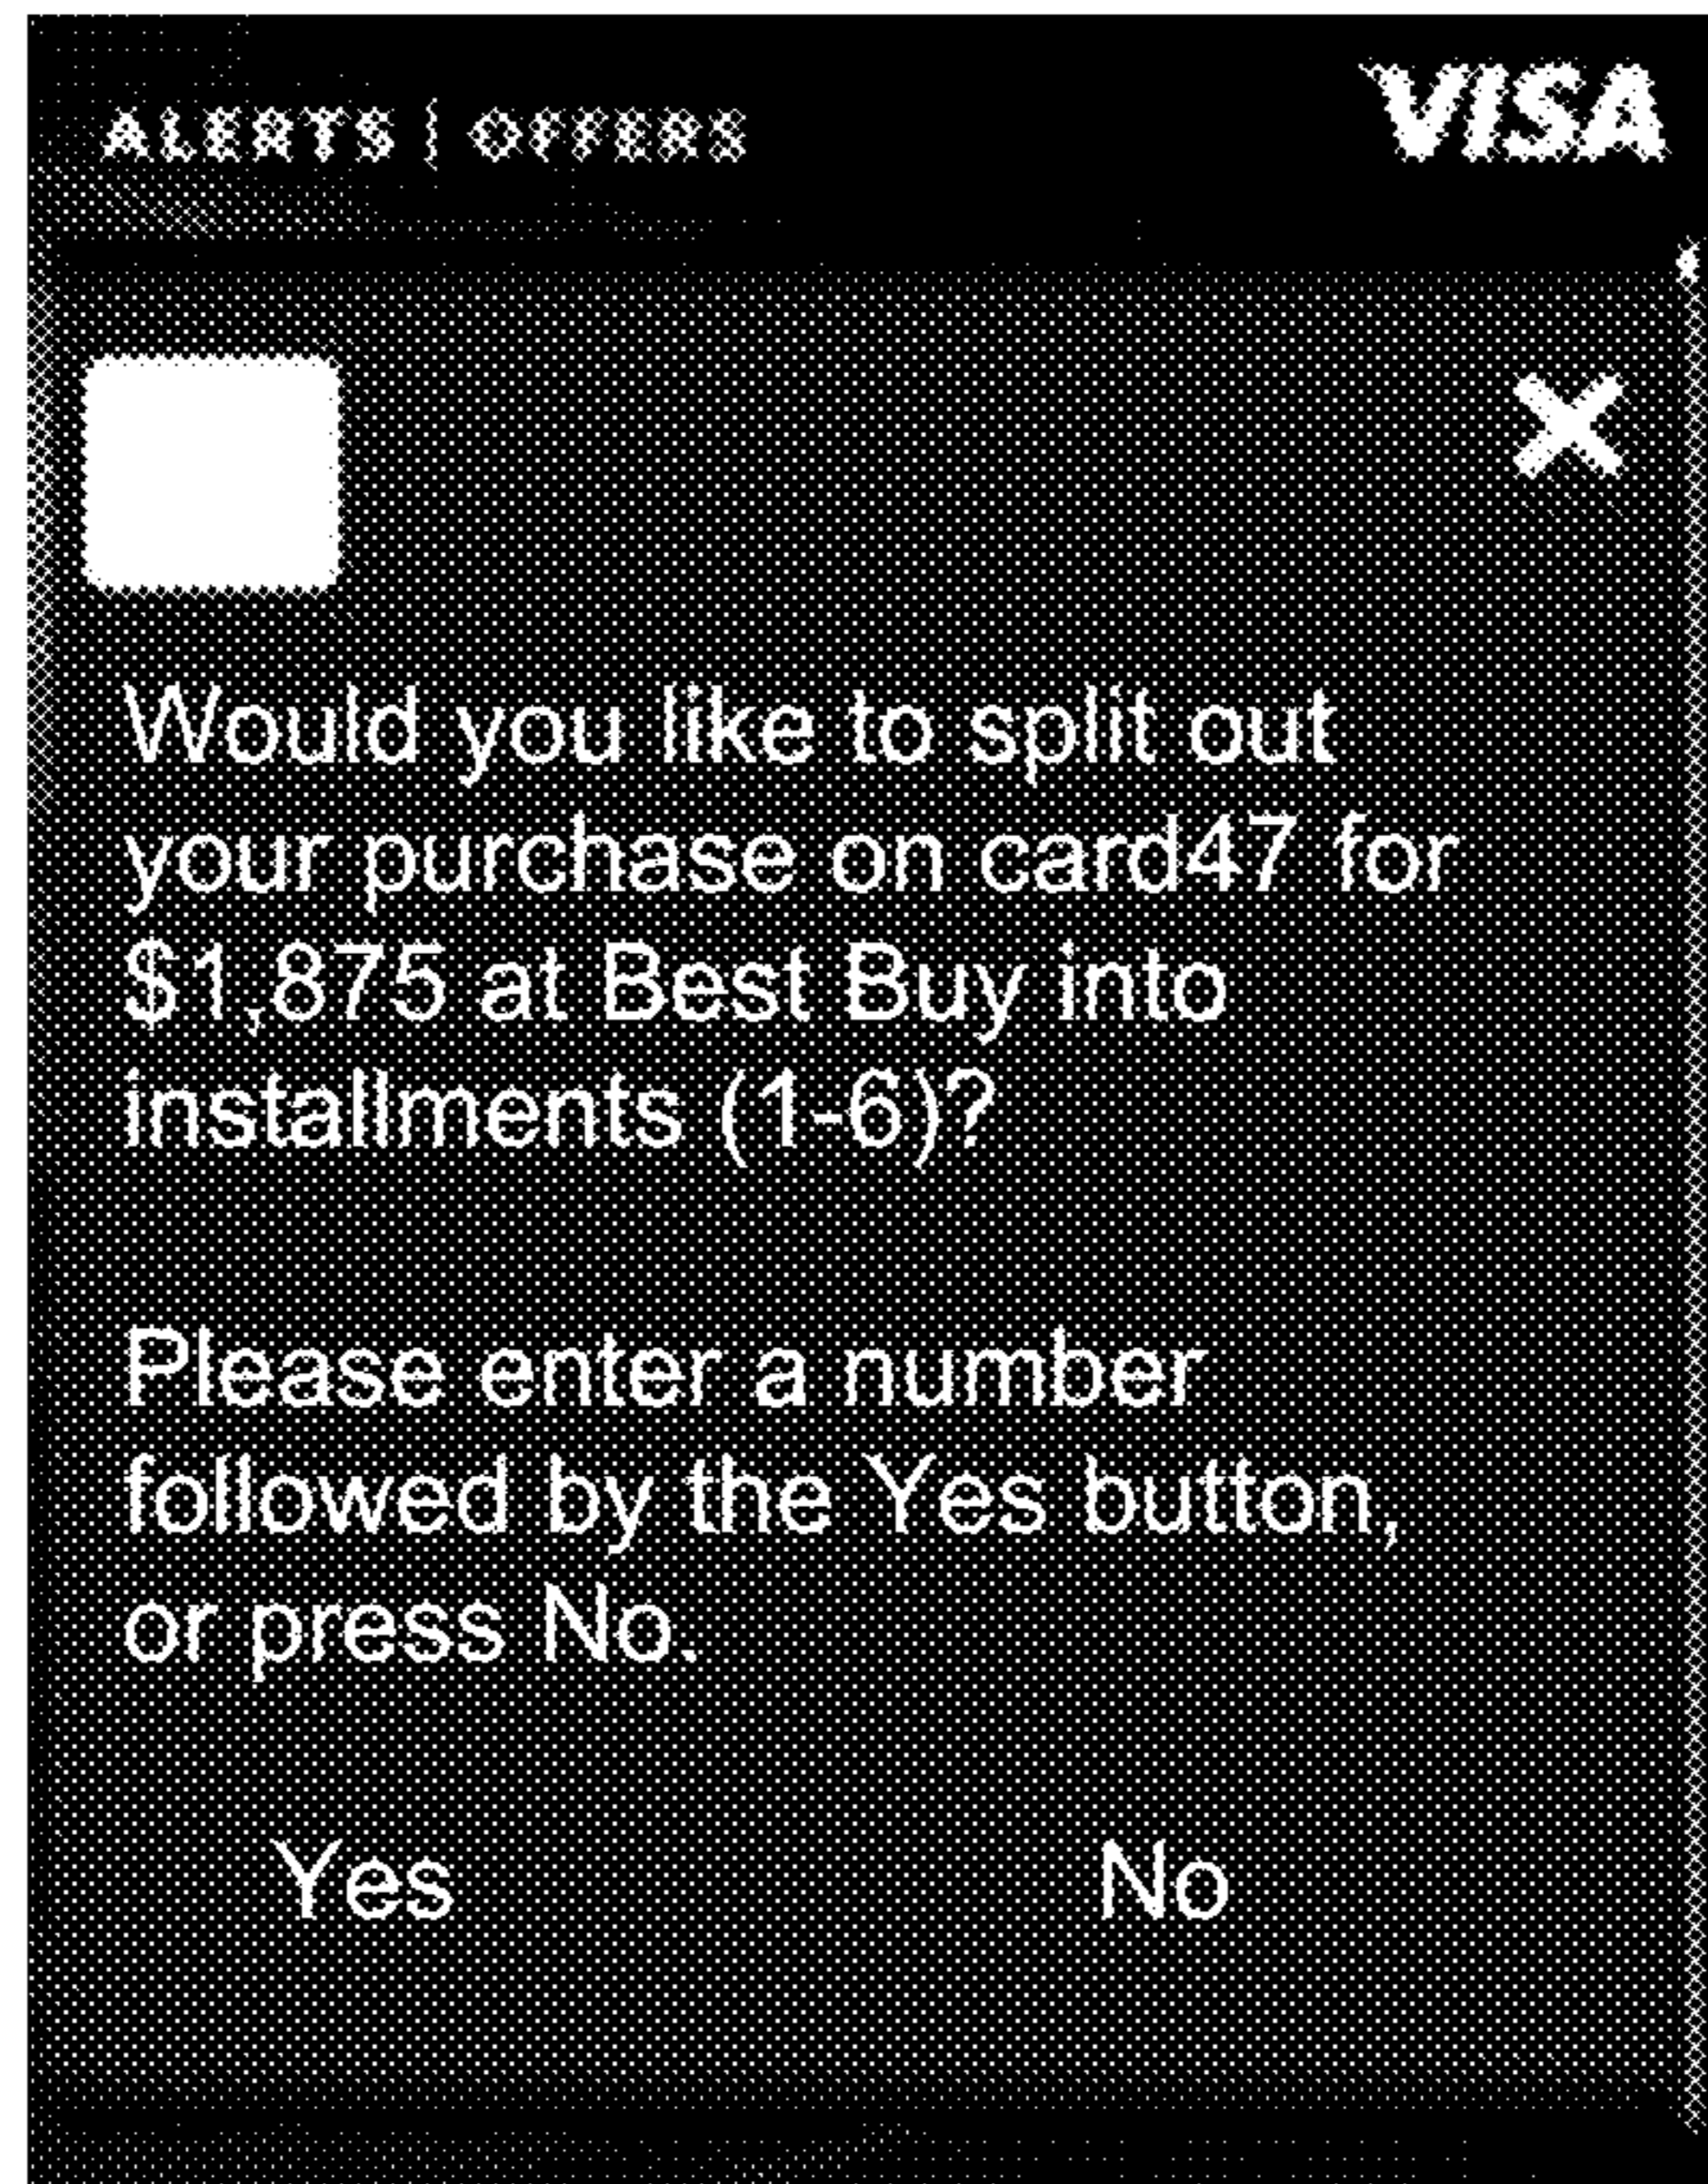 ALERTS | OFFERS
VISA
Would you like to split out
your purchase on card47 for
$1,875 at Best Buy into
installments (1-6)?
Please enter a number
followed by the Yes button,
or press No.
Yes No